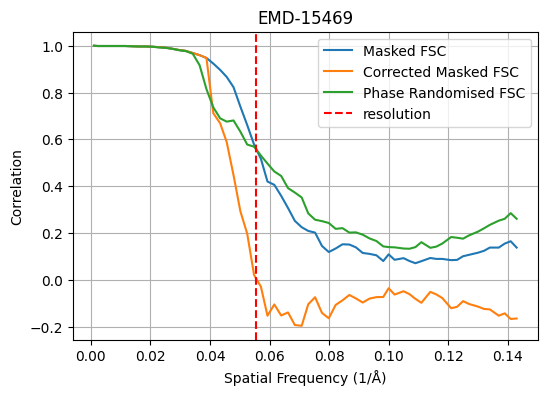 EMD-15469
Masked FSC
Corrected Masked FSC
Phase Randomised FSC
resolution
Correlation
1.0
0.8
0.6
0.4
0.2
0.0
−0.2
0.00 0.02 0.04 0.06 0.08 0.10 0.12 0.14
Spatial Frequency (1/Å)